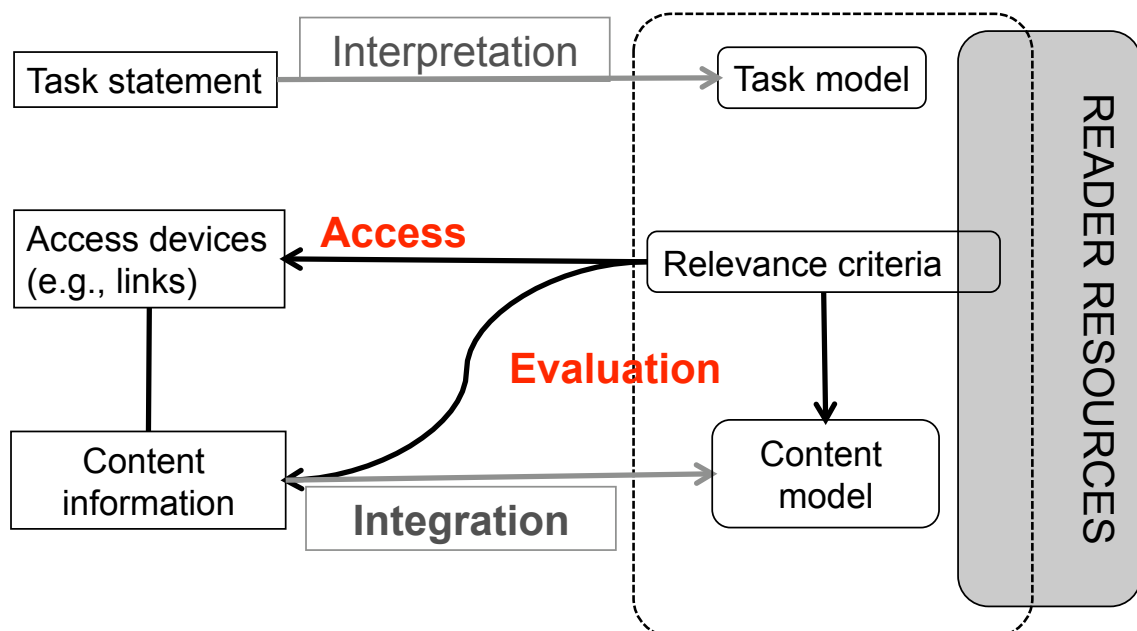 Interpretation
Task statement
Task model
Access devices
(e.g., links)
Access
Relevance criteria
Evaluation
Content
information
Integration
Content
model
READER RESOURCES